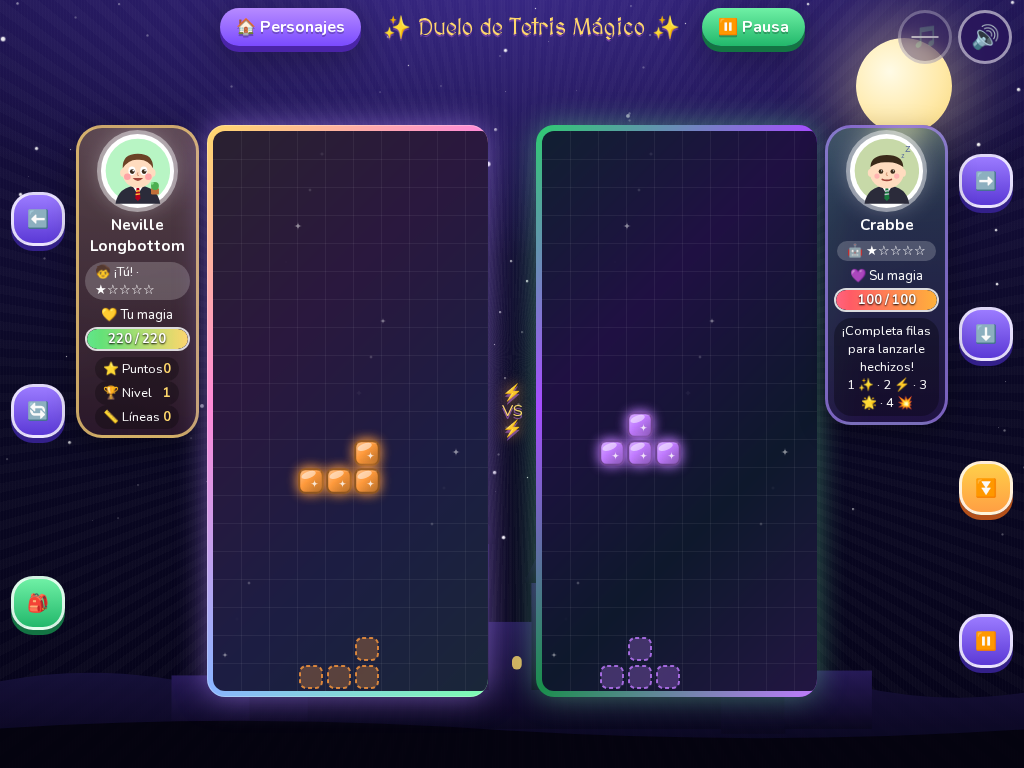 🏠 Personajes
✨ Duelo de Tetris Mágico ✨
⏸️ Pausa
Neville
Longbottom
🧒 ¡Tú! ·
★☆☆☆☆
💛 Tu magia
220 / 220
⭐ Puntos 0
🏆 Nivel 1
📏 Líneas 0
⚡
VS
⚡
z
z
Crabbe
🤖 ★☆☆☆☆
💜 Su magia
100 / 100
¡Completa filas
para lanzarle
hechizos!
1 ✨ · 2 ⚡ · 3
🌟 · 4 💥